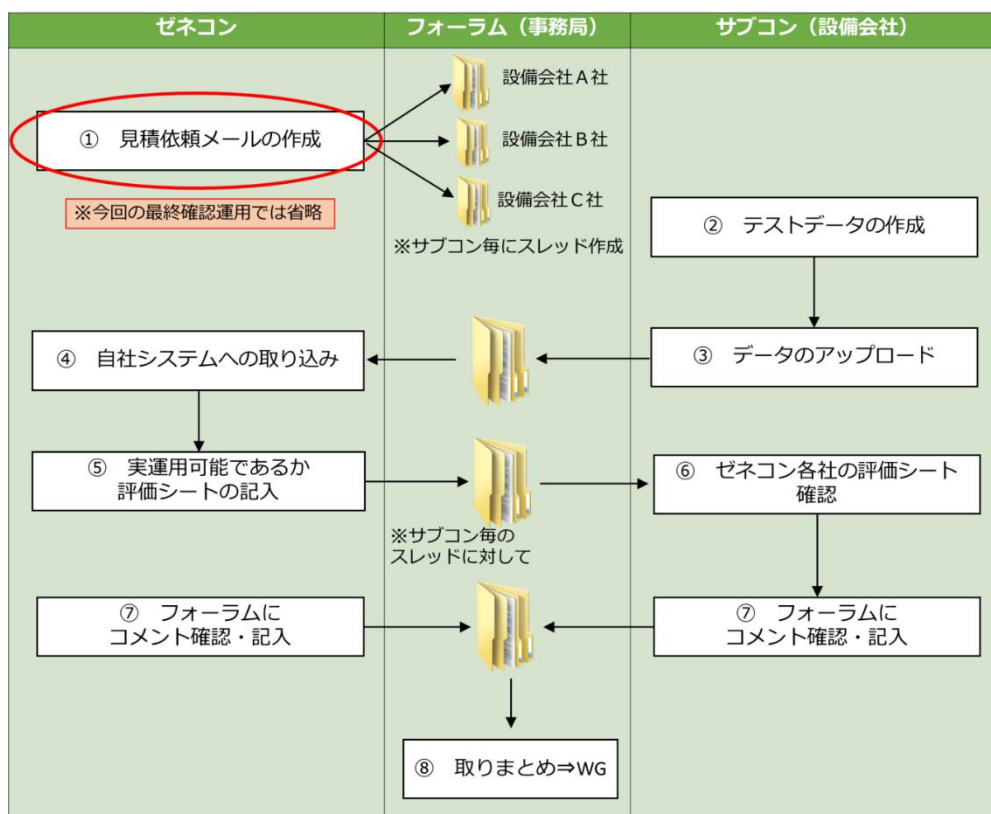 ゼネコン
フォーラム（事務局）
サブコン（設備会社）
① 見積依頼メールの作成
設備会社Ａ社
設備会社Ｂ社
設備会社Ｃ社
※今回の最終確認運用では省略
※サブコン毎にスレッド作成
② テストデータの作成
③ データのアップロード
④ 自社システムへの取り込み
⑤ 実運用可能であるか
評価シートの記入
⑥ ゼネコン各社の評価シート
確認
※サブコン毎の
スレッドに対して
⑦ フォーラムに
コメント確認・記入
⑦ フォーラムに
コメント確認・記入
⑧ 取りまとめ⇒WG